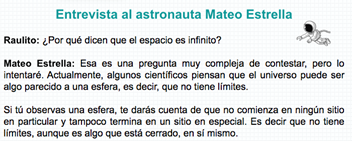 Entrevista al astronauta Mateo Estrella
Raulito: ¿Por qué dicen que el espacio es infinito?
Mateo Estrella: Esa es una pregunta muy compleja de contestar, pero lo
intentaré. Actualmente, algunos científicos piensan que el universo puede ser
algo parecido a una esfera, es decir, que no tiene límites.
Si tú observas una esfera, te darás cuenta de que no comienza en ningún sitio
en particular y tampoco termina en un sitio en especial. Es decir que no tiene
límites, aunque es algo que está cerrado, en sí mismo.